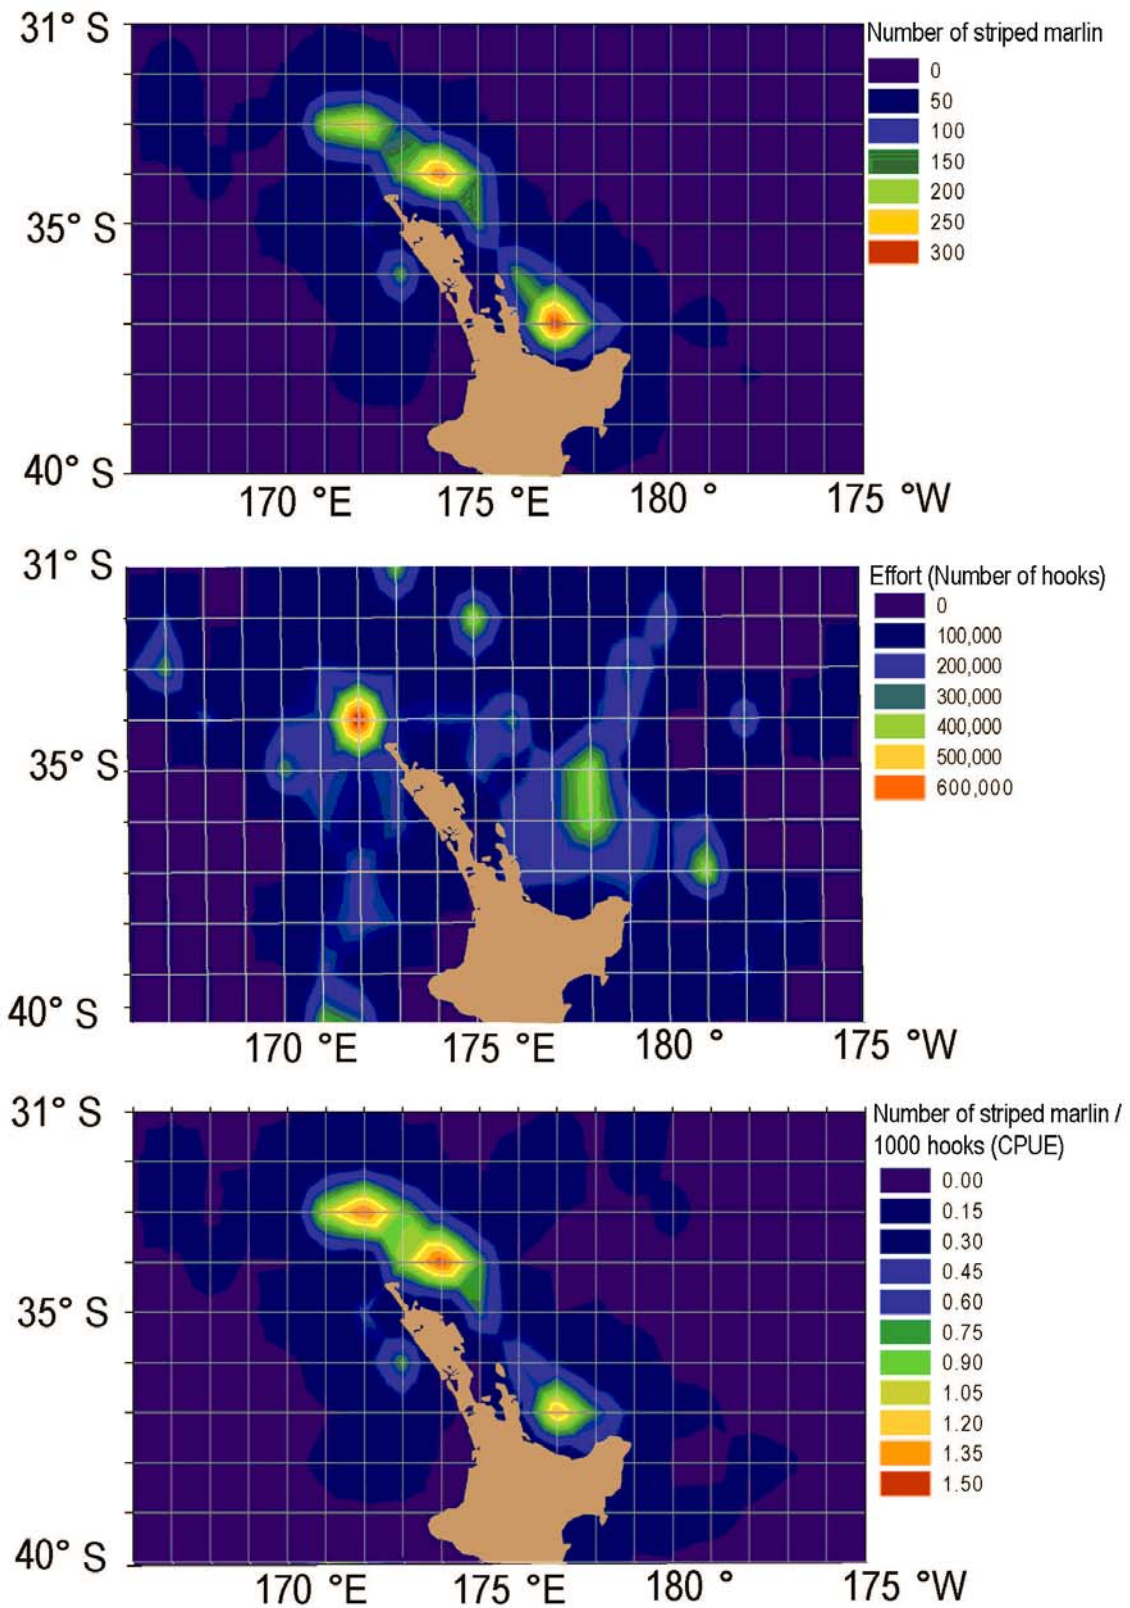 31° S
35° S
40° S
170 °E 175 °E 180 ° 175 °W
Number of striped marlin
0
50
100
150
200
250
300
31° S
35° S
40° S
170 °E 175 °E 180 ° 175 °W
Effort (Number of hooks)
0
100,000
200,000
300,000
400,000
500,000
600,000
31° S
35° S
40° S
170 °E 175 °E 180 ° 175 °W
Number of striped marlin /
1000 hooks (CPUE)
0.00
0.15
0.30
0.45
0.60
0.75
0.90
1.05
1.20
1.35
1.50